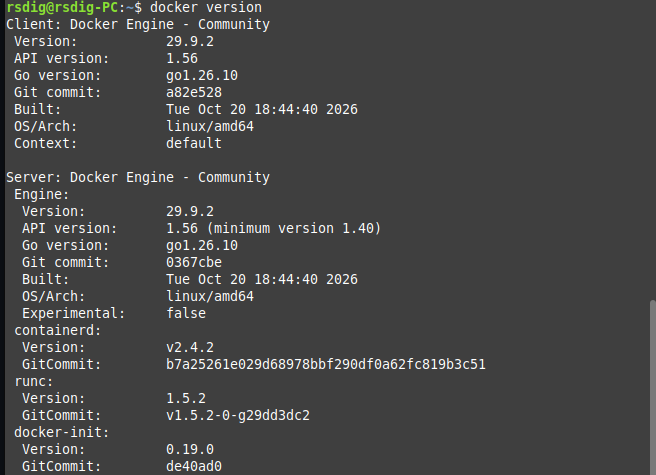 rsdig@rsdig-PC:~$ docker version
Client: Docker Engine - Community
 Version:           29.9.2
 API version:       1.56
 Go version:        go1.26.10
 Git commit:        a82e528
 Built:             Tue Oct 20 18:44:40 2026
 OS/Arch:           linux/amd64
 Context:           default

Server: Docker Engine - Community
 Engine:
  Version:          29.9.2
  API version:      1.56 (minimum version 1.40)
  Go version:       go1.26.10
  Git commit:       0367cbe
  Built:            Tue Oct 20 18:44:40 2026
  OS/Arch:          linux/amd64
  Experimental:     false
 containerd:
  Version:          v2.4.2
  GitCommit:        b7a25261e029d68978bbf290df0a62fc819b3c51
 runc:
  Version:          1.5.2
  GitCommit:        v1.5.2-0-g29dd3dc2
 docker-init:
  Version:          0.19.0
  GitCommit:        de40ad0